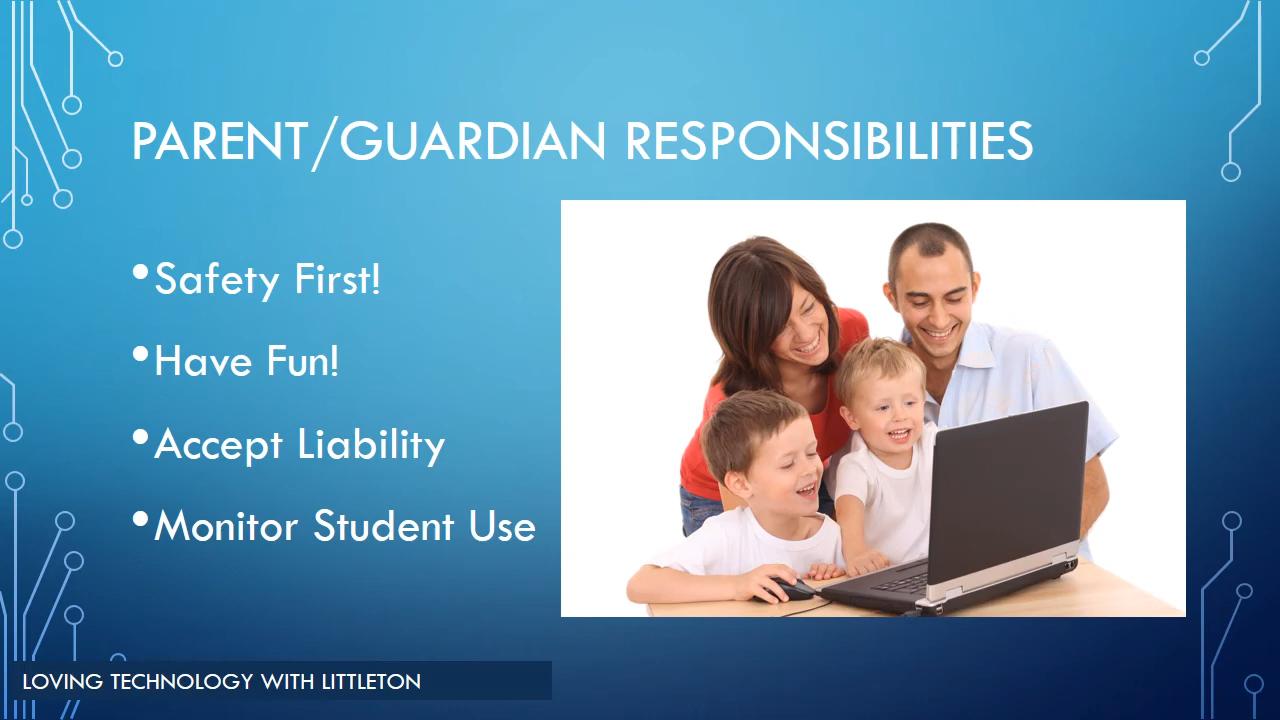 PARENT/GUARDIAN RESPONSIBILITIES
•Safety First!
•Have Fun!
•Accept Liability
•Monitor Student Use
LOVING TECHNOLOGY WITH LITTLETON